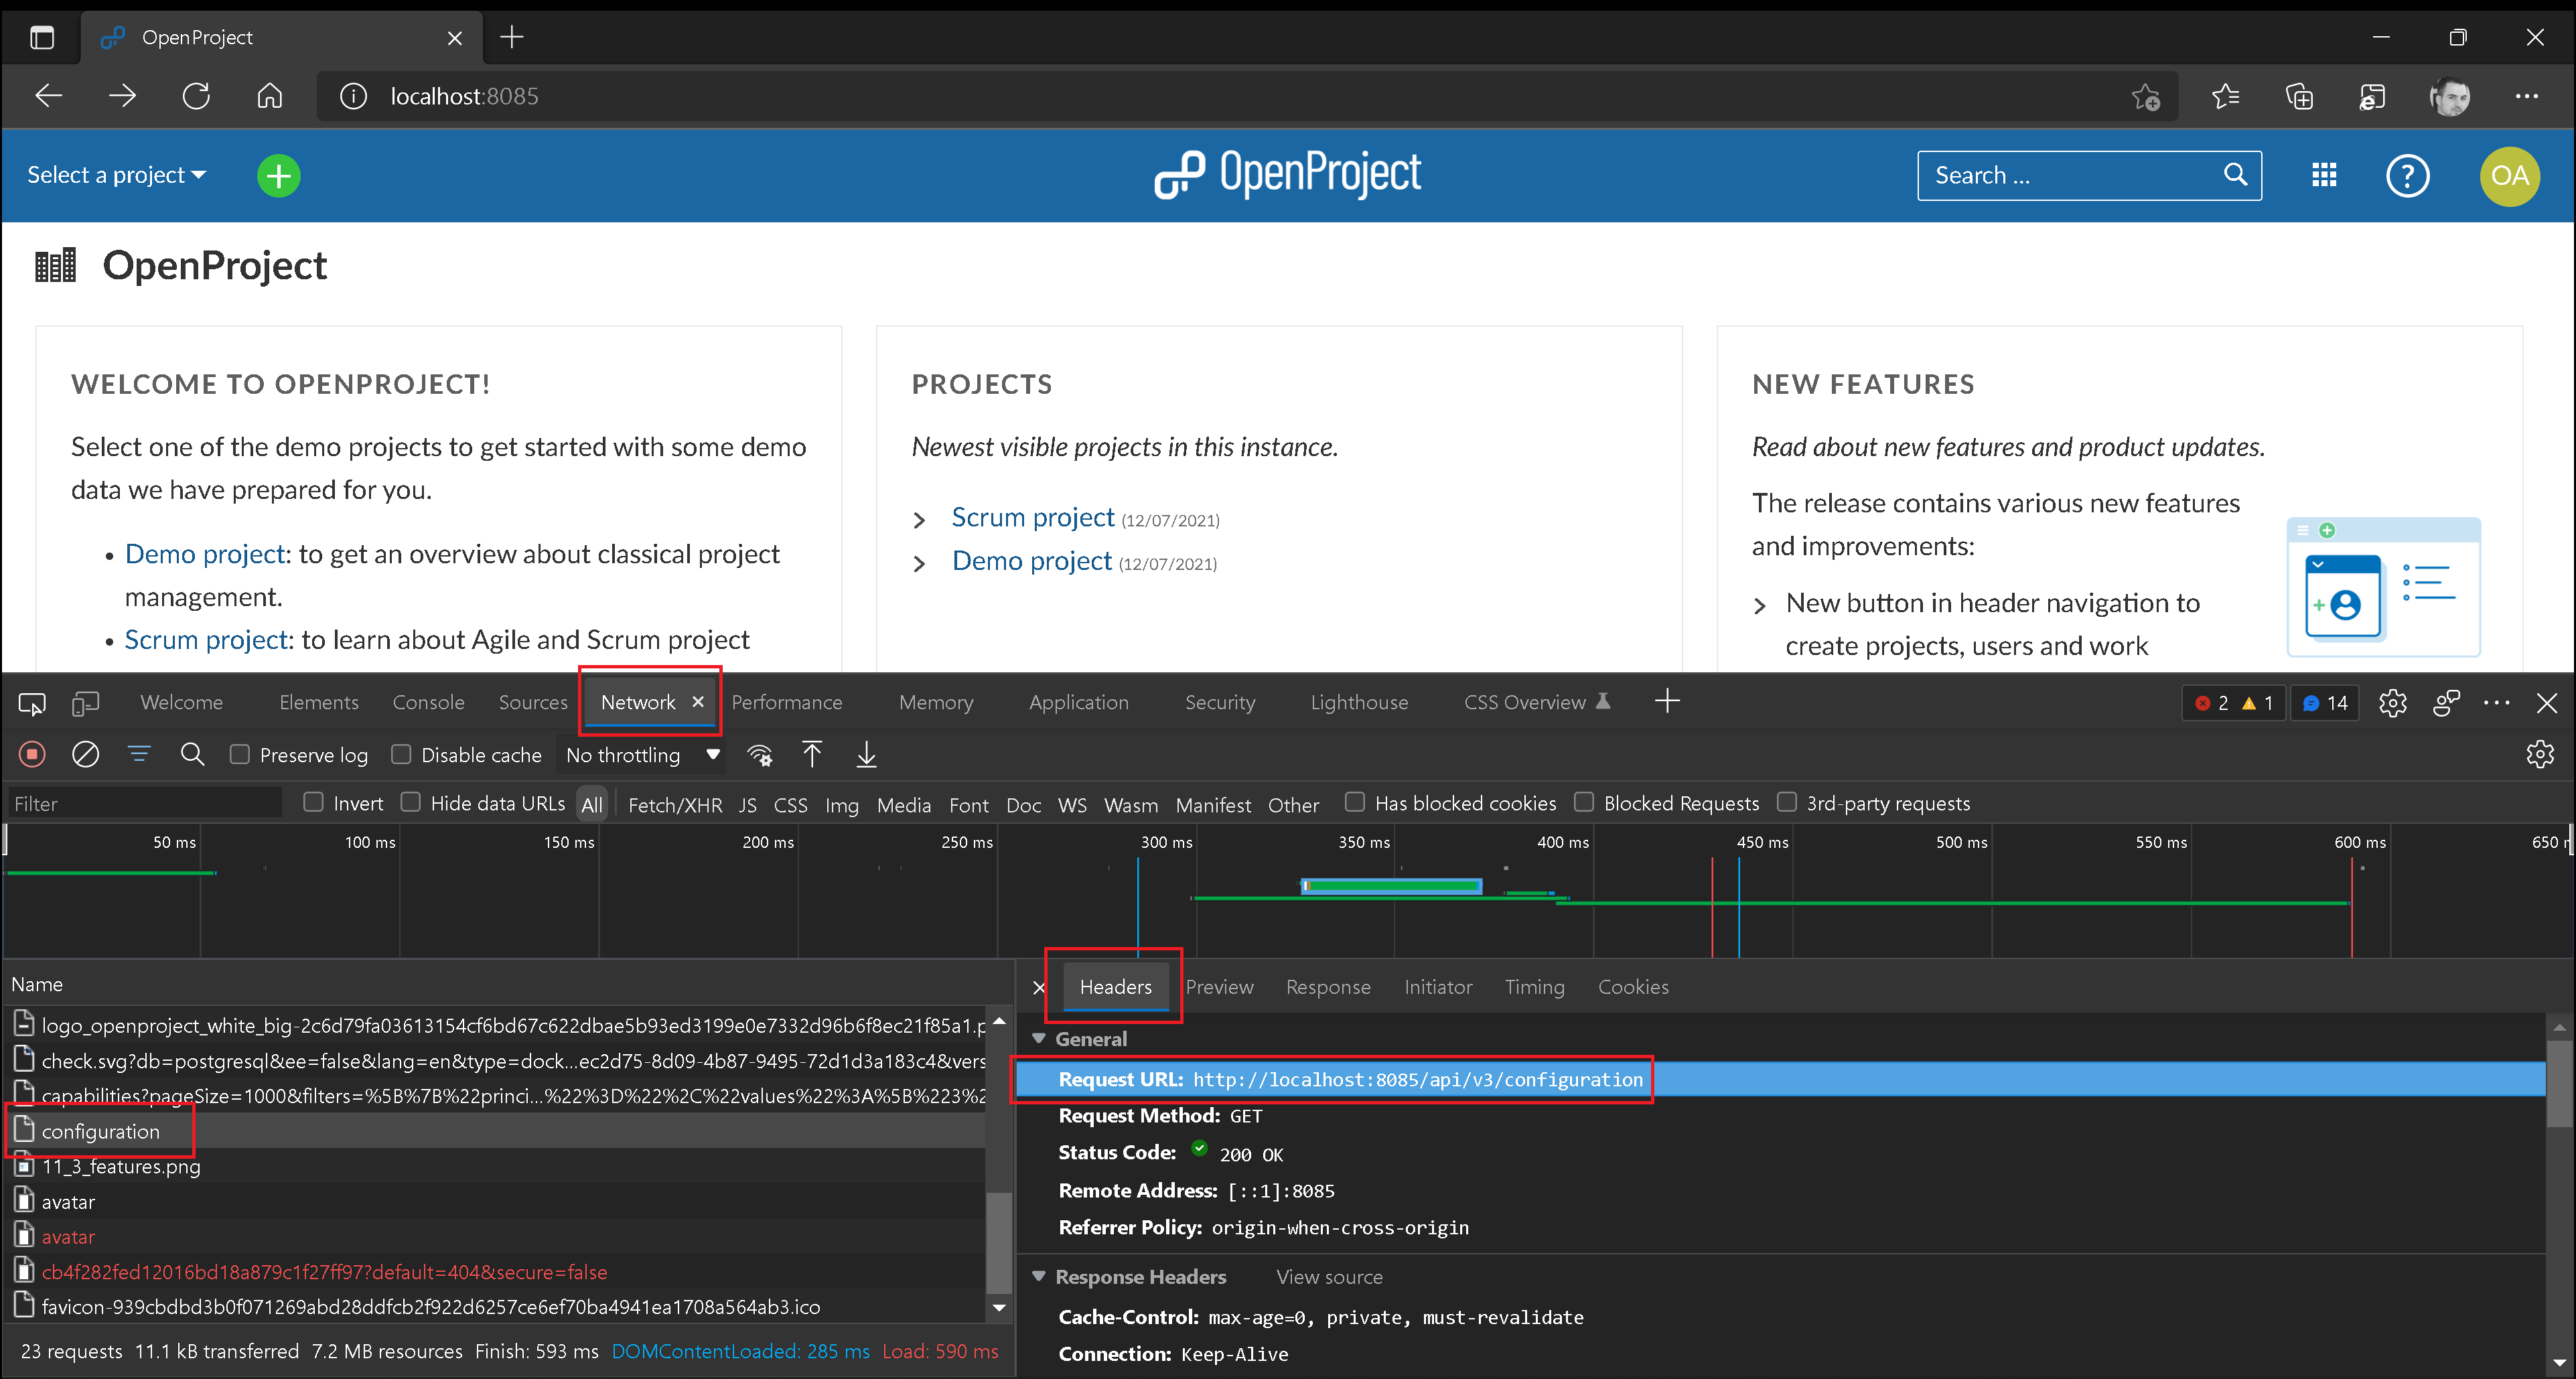 OpenProject
localhost:8085
Select a project
OpenProject
Search ...
?
OA
OpenProject
WELCOME TO OPENPROJECT!
Select one of the demo projects to get started with some demo
data we have prepared for you.
• Demo project: to get an overview about classical project
management.
• Scrum project: to learn about Agile and Scrum project
PROJECTS
Newest visible projects in this instance.
Scrum project (12/07/2021)
Demo project (12/07/2021)
NEW FEATURES
Read about new features and product updates.
The release contains various new features
and improvements:
New button in header navigation to
create projects, users and work
Welcome Elements Console Sources Network Performance Memory Application Security Lighthouse CSS Overview 2 1 14
Preserve log Disable cache No throttling
Filter Invert Hide data URLs All Fetch/XHR JS CSS Img Media Font Doc WS Wasm Manifest Other Has blocked cookies Blocked Requests 3rd-party requests
50 ms 100 ms 150 ms 200 ms 250 ms 300 ms 350 ms 400 ms 450 ms 500 ms 550 ms 600 ms 650
Name
logo_openproject_white_big-2c6d79fa03613154cf6bd67c622dbae5b93ed3199e0e7332d96b6f8ec21f85a1.p
check.svg?db=postgresql&ee=false&lang=en&type=dock...ec2d75-8d09-4b87-9495-72d1d3a183c4&vers
capabilities?pageSize=1000&filters=%5B%7B%22princi...%22%3D%22%2C%22values%22%3A%5B%223%2
configuration
11_3_features.png
avatar
avatar
cb4f282fed12016bd18a879c1f27ff97?default=404&secure=false
favicon-939cbdbd3b0f071269abd28ddfcb2f922d6257ce6ef70ba4941ea1708a564ab3.ico
23 requests 11.1 kB transferred 7.2 MB resources Finish: 593 ms DOMContentLoaded: 285 ms Load: 590 ms
Headers Preview Response Initiator Timing Cookies
General
Request URL: http://localhost:8085/api/v3/configuration
Request Method: GET
Status Code: 200 OK
Remote Address: [::1]:8085
Referrer Policy: origin-when-cross-origin
Response Headers View source
Cache-Control: max-age=0, private, must-revalidate
Connection: Keep-Alive